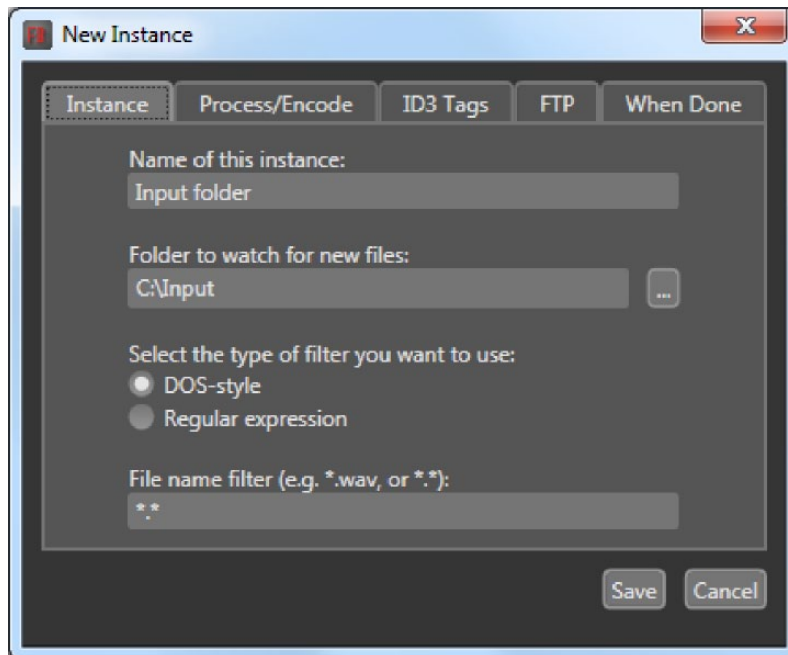 FB New Instance
Instance Process/Encode ID3 Tags FTP When Done
Name of this instance:
Input folder
Folder to watch for new files:
C:\Input
...
Select the type of filter you want to use:
DOS-style
Regular expression
File name filter (e.g. *.wav, or *.*):
*.*
Save Cancel